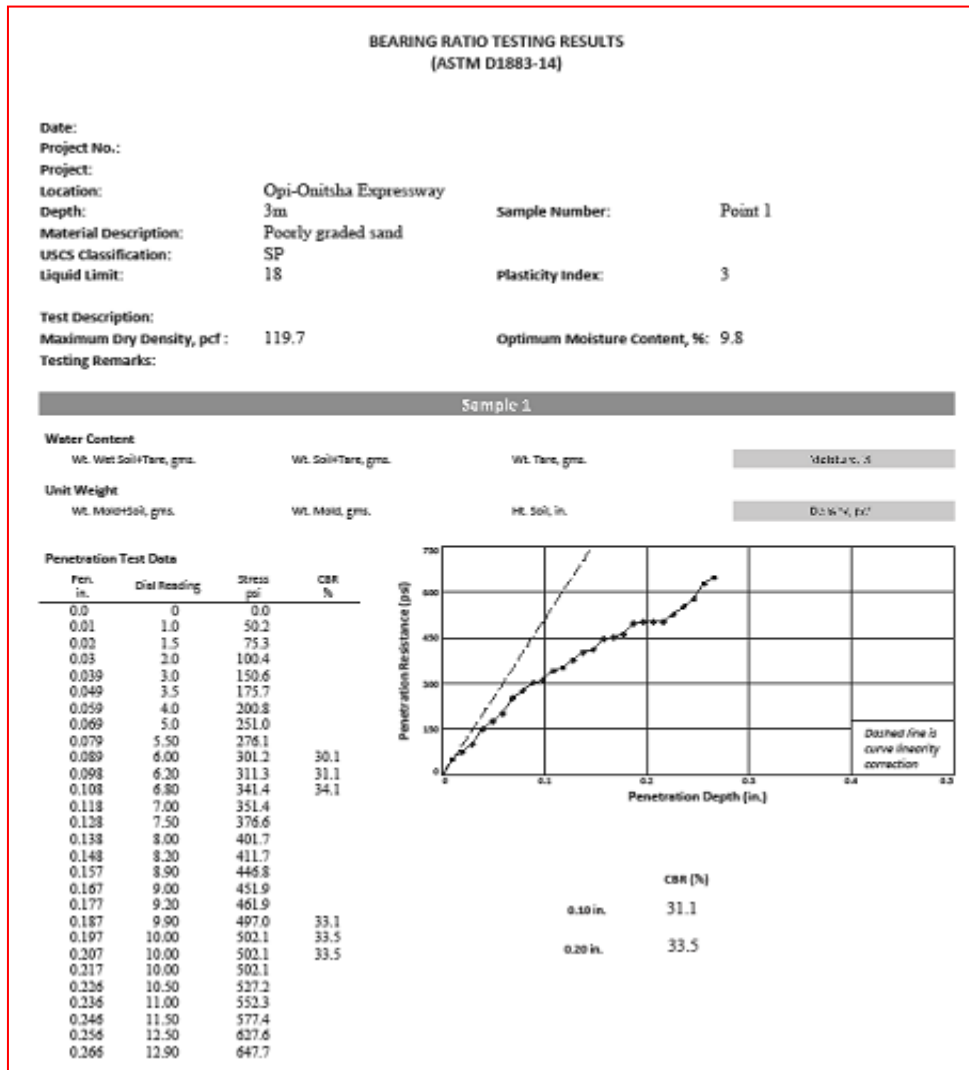 BEARING RATIO TESTING RESULTS
(ASTM D1883-14)
Date:
Project No.:
Project:
Location: Opi-Onitsha Expressway
Depth: 3m Sample Number: Point 1
Material Description: Poorly graded sand
USCS Classification: SP
Liquid Limit: 18 Plasticity Index: 3
Test Description:
Maximum Dry Density, pcf : 119.7 Optimum Moisture Content, %: 9.8
Testing Remarks:
Sample 1
Water Content
Wt. Wet Soil+Tare, gms. Wt. Soil+Tare, gms. Wt. Tare, gms. Moisture, %
Unit Weight
Wt. Mold+Soil, gms. Wt. Mold, gms. Ht. Soil, in. Density, pcf
Penetration Test Data
Pen. in. Dial Reading Stress psi CBR %
0.0 0 0.0
0.01 1.0 50.2
0.02 1.5 75.3
0.03 2.0 100.4
0.039 3.0 150.6
0.049 3.5 175.7
0.059 4.0 200.8
0.069 5.0 251.0
0.079 5.50 276.1
0.089 6.00 301.2 30.1
0.098 6.20 311.3 31.1
0.108 6.80 341.4 34.1
0.118 7.00 351.4
0.128 7.50 376.6
0.138 8.00 401.7
0.148 8.20 411.7
0.157 8.90 446.8
0.167 9.00 451.9
0.177 9.20 461.9
0.187 9.90 497.0 33.1
0.197 10.00 502.1 33.5
0.207 10.00 502.1 33.5
0.217 10.00 502.1
0.226 10.50 527.2
0.236 11.00 552.3
0.246 11.50 577.4
0.256 12.50 627.6
0.266 12.90 647.7
Penetration Resistance (psi)
750
600
450
300
150
0
0 0.1 0.2 0.3 0.4 0.5
Penetration Depth (in.)
Dashed line is
curve linearity
correction
CBR (%)
0.10 in. 31.1
0.20 in. 33.5